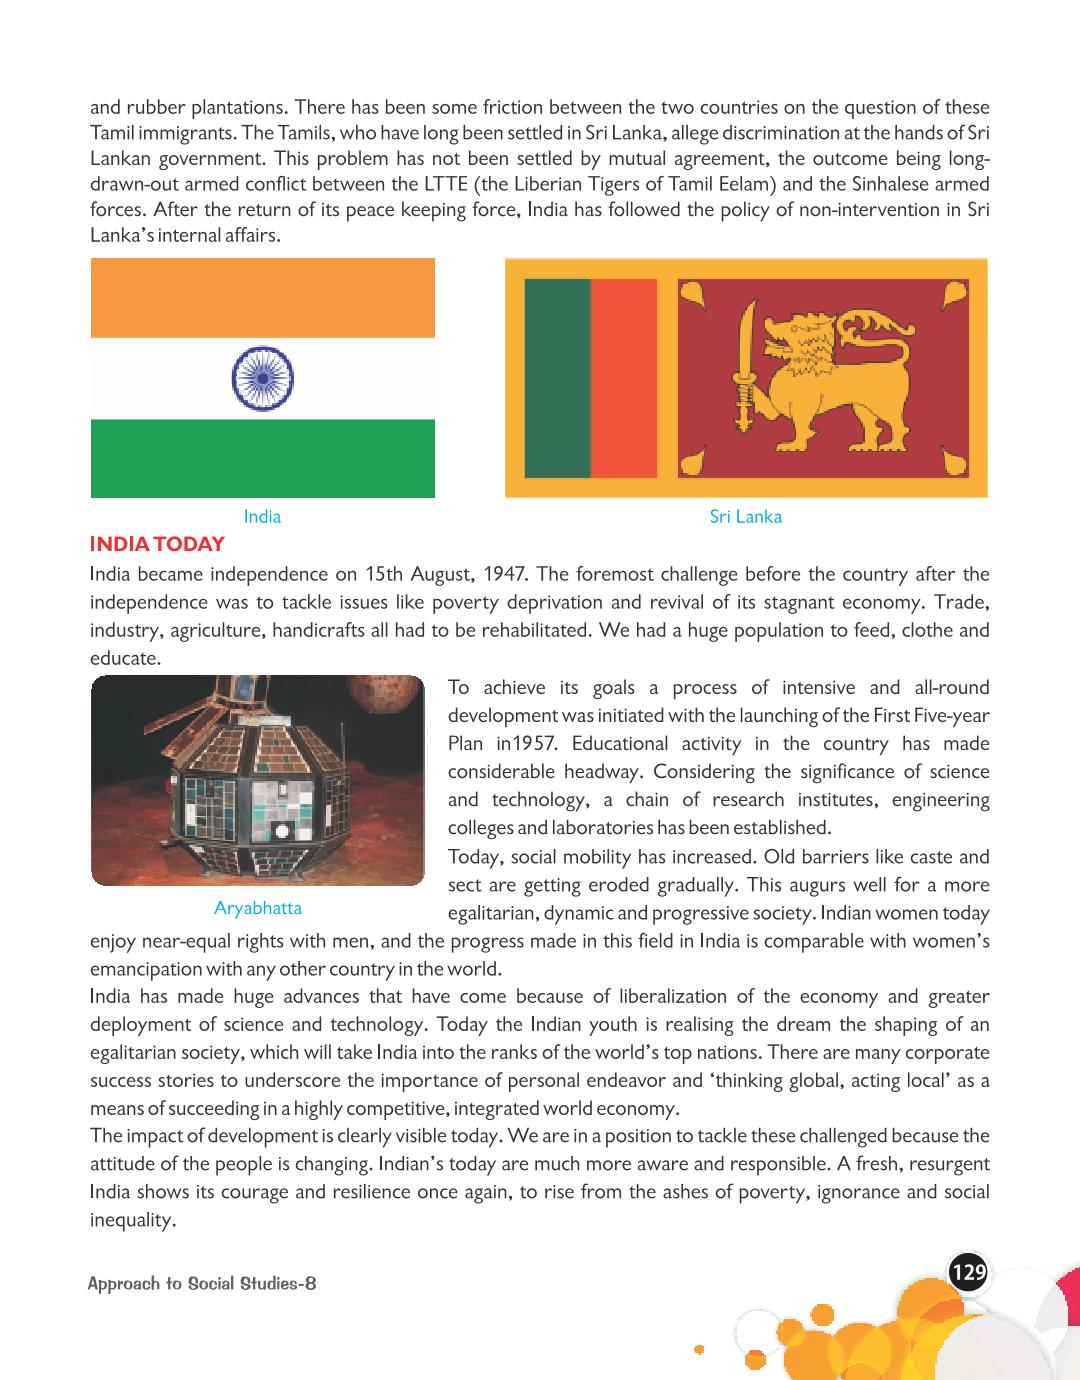 and rubber plantations. There has been some friction between the two countries on the question of these
Tamil immigrants. The Tamils, who have long been settled in Sri Lanka, allege discrimination at the hands of Sri
Lankan government. This problem has not been settled by mutual agreement, the outcome being long-
drawn-out armed conflict between the LTTE (the Liberian Tigers of Tamil Eelam) and the Sinhalese armed
forces. After the return of its peace keeping force, India has followed the policy of non-intervention in Sri
Lanka's internal affairs.
India
Sri Lanka
INDIA TODAY
India became independence on 15th August, 1947. The foremost challenge before the country after the
independence was to tackle issues like poverty deprivation and revival of its stagnant economy. Trade,
industry, agriculture, handicrafts all had to be rehabilitated. We had a huge population to feed, clothe and
educate.
To achieve its goals a process of intensive and all-round
development was initiated with the launching of the First Five-year
Plan in1957. Educational activity in the country has made
considerable headway. Considering the significance of science
and technology, a chain of research institutes, engineering
colleges and laboratories has been established.
Today, social mobility has increased. Old barriers like caste and
sect are getting eroded gradually. This augurs well for a more
Aryabhatta
egalitarian, dynamic and progressive society. Indian women today
enjoy near-equal rights with men, and the progress made in this field in India is comparable with women's
emancipation with any other country in the world.
India has made huge advances that have come because of liberalization of the economy and greater
deployment of science and technology. Today the Indian youth is realising the dream the shaping of an
egalitarian society, which will take India into the ranks of the world's top nations. There are many corporate
success stories to underscore the importance of personal endeavor and ‘thinking global, acting local’ as a
means of succeeding in a highly competitive, integrated world economy.
The impact of development is clearly visible today. We are in a position to tackle these challenged because the
attitude of the people is changing. Indian's today are much more aware and responsible. A fresh, resurgent
India shows its courage and resilience once again, to rise from the ashes of poverty, ignorance and social
inequality.
Approach to Social Studies-8
129